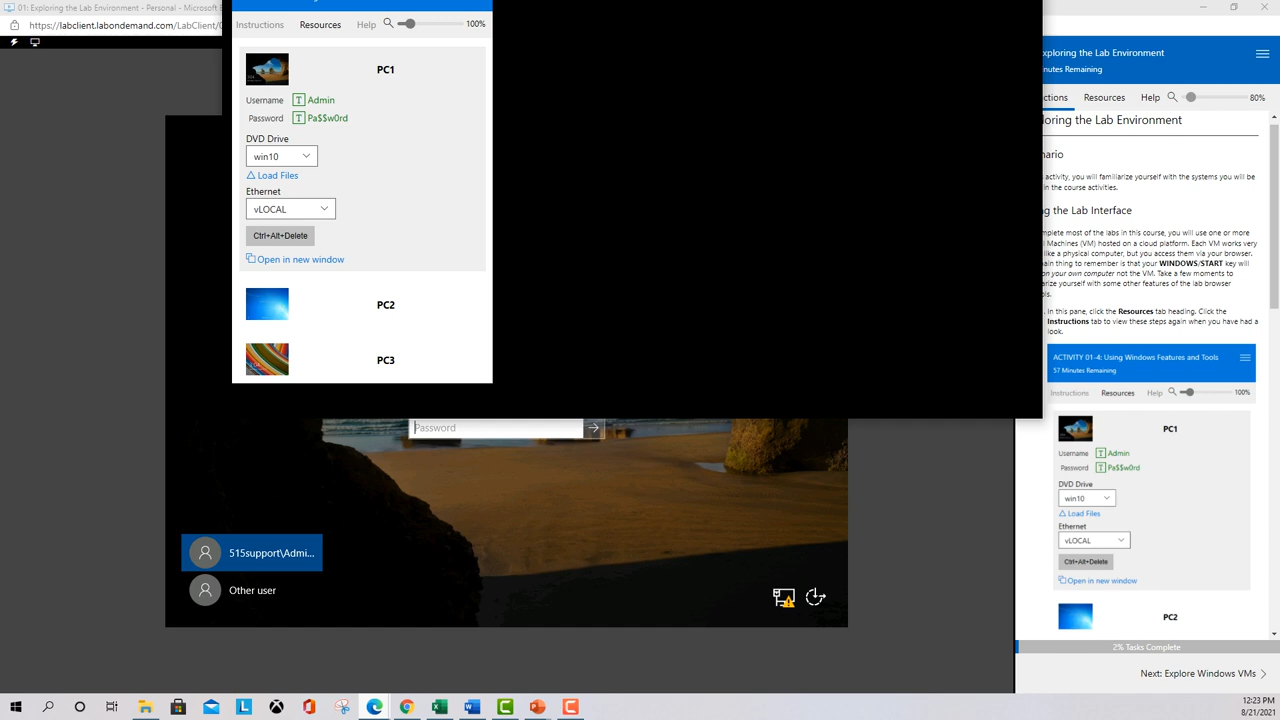 01: Exploring the Lab Environment - Personal - Microsoft E
https://labclient.labondemand.com/LabClient/
Instructions
Resources
Help
100%
PC1
Username
Admin
Password
Pa$$w0rd
DVD Drive
win10
Load Files
Ethernet
vLOCAL
Ctrl+Alt+Delete
Open in new window
PC2
PC3
Password
515support\Admi...
Other user
xploring the Lab Environment
nutes Remaining
ctions
Resources
Help
80%
loring the Lab Environment
nario
activity, you will familiarize yourself with the systems you will be
in the course activities.
g the Lab Interface
mplete most of the labs in this course, you will use one or more
l Machines (VM) hosted on a cloud platform. Each VM works very
like a physical computer, but you access them via your browser.
ain thing to remember is that your WINDOWS/START key will
on your own computer not the VM. Take a few moments to
arize yourself with some other features of the lab browser
ls.
In this pane, click the Resources tab heading. Click the
Instructions tab to view these steps again when you have had a
look.
ACTIVITY 01-4: Using Windows Features and Tools
57 Minutes Remaining
Instructions
Resources
Help
100%
PC1
Username
Admin
Password
Pa$$w0rd
DVD Drive
win10
Load Files
Ethernet
vLOCAL
Ctrl+Alt+Delete
Open in new window
PC2
2% Tasks Complete
Next: Explore Windows VMs
12:23 PM
8/21/2021